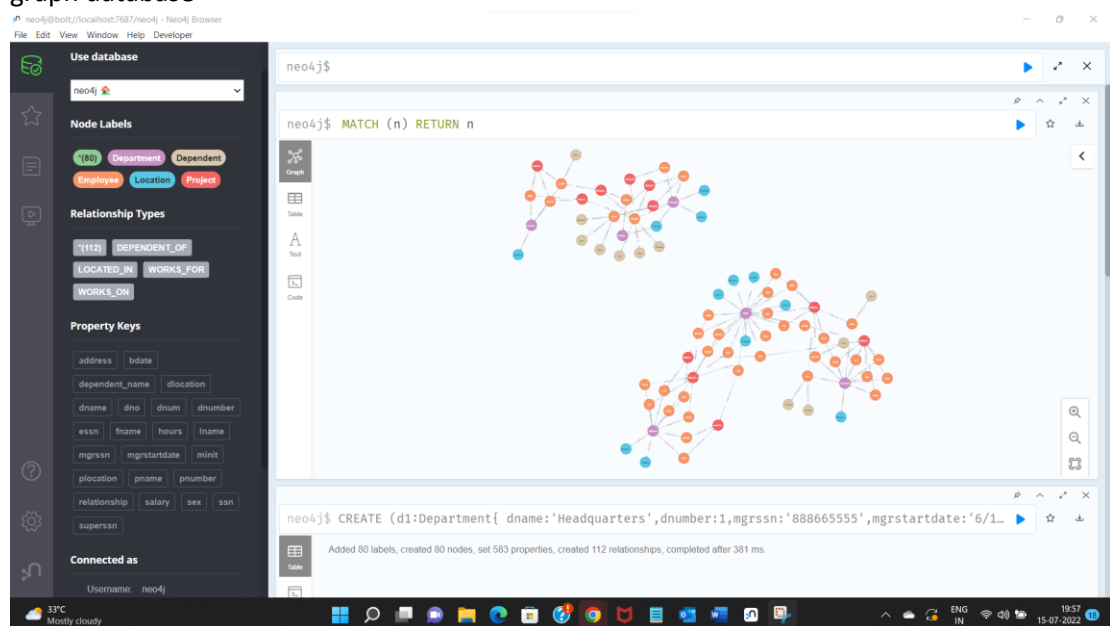 graph database
neo4j@bolt://localhost:7687/neo4j - Neo4j Browser
File Edit View Window Help Developer
Use database
neo4j
Node Labels
*(80) Department Dependent
Employee Location Project
Relationship Types
*(112) DEPENDENT_OF
LOCATED_IN WORKS_FOR
WORKS_ON
Property Keys
address bdate
dependent_name dlocation
dname dno dnum dnumber
essn fname hours lname
mgrssn mgrstartdate minit
plocation pname pnumber
relationship salary sex ssn
superssn
Connected as
Username: neo4j
neo4j$
neo4j$ MATCH (n) RETURN n
Graph
Table
Text
Code
neo4j$ CREATE (d1:Department{ dname:'Headquarters',dnumber:1,mgrssn:'888665555',mgrstartdate:'6/1…
Table
Added 80 labels, created 80 nodes, set 583 properties, created 112 relationships, completed after 381 ms.
33°C
Mostly cloudy
ENG
IN
19:57
15-07-2022
18